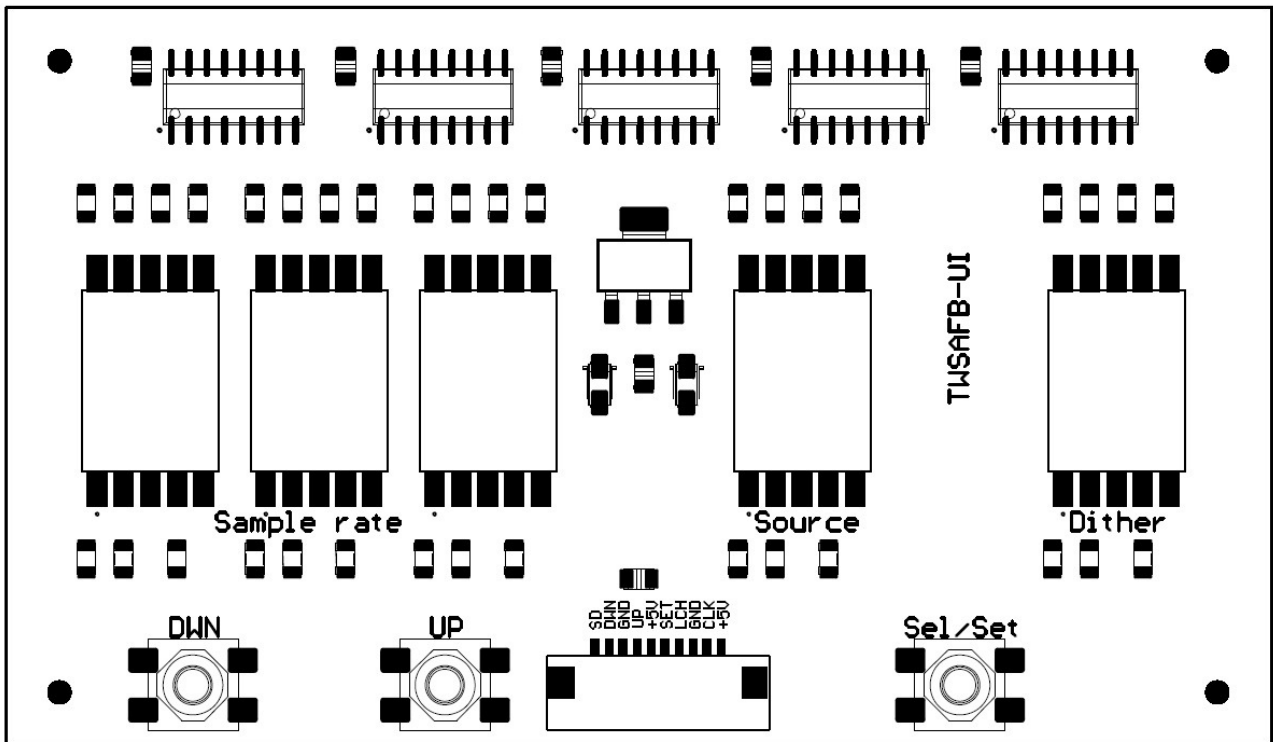 TWSAFB-UI
Sample rate
Source
Dither
SD
DWN
GND
UP
+5V
SET
LCH
GND
CLK
+5V
DWN
UP
Sel/Set